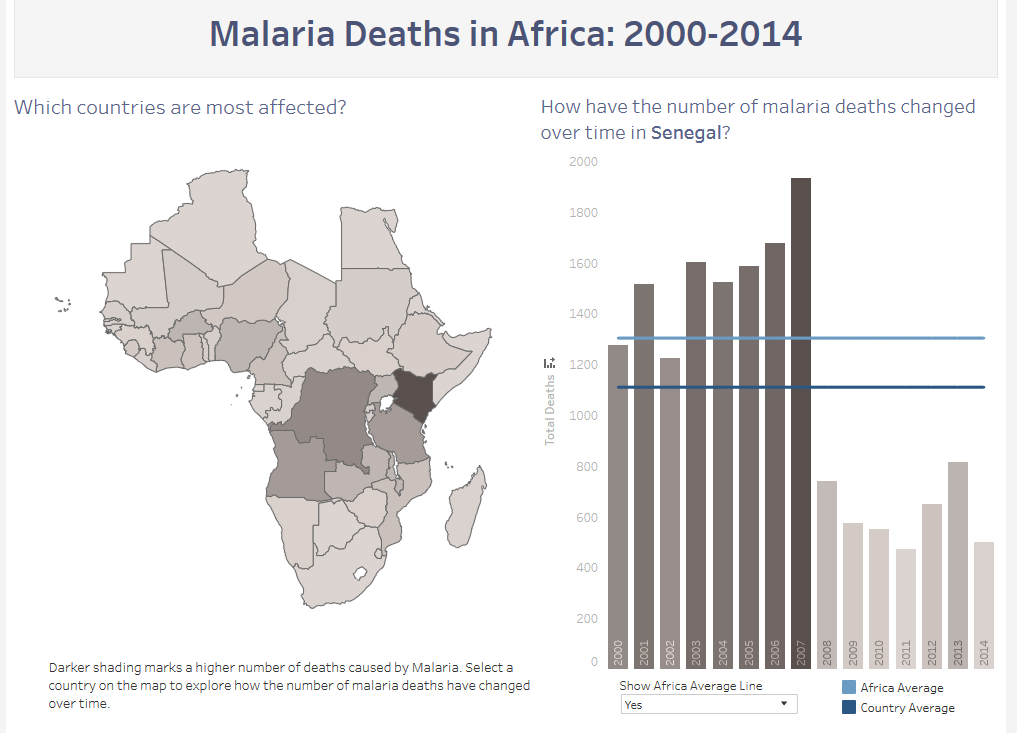 Malaria Deaths in Africa: 2000-2014
Which countries are most affected?
How have the number of malaria deaths changed
over time in Senegal?
2000
1800
1600
1400
1200
1000
800
600
400
200
0
Total Deaths
2000
2001
2002
2003
2004
2005
2006
2007
2008
2009
2010
2011
2012
2013
2014
Darker shading marks a higher number of deaths caused by Malaria. Select a
country on the map to explore how the number of malaria deaths have changed
over time.
Show Africa Average Line
Yes
Africa Average
Country Average